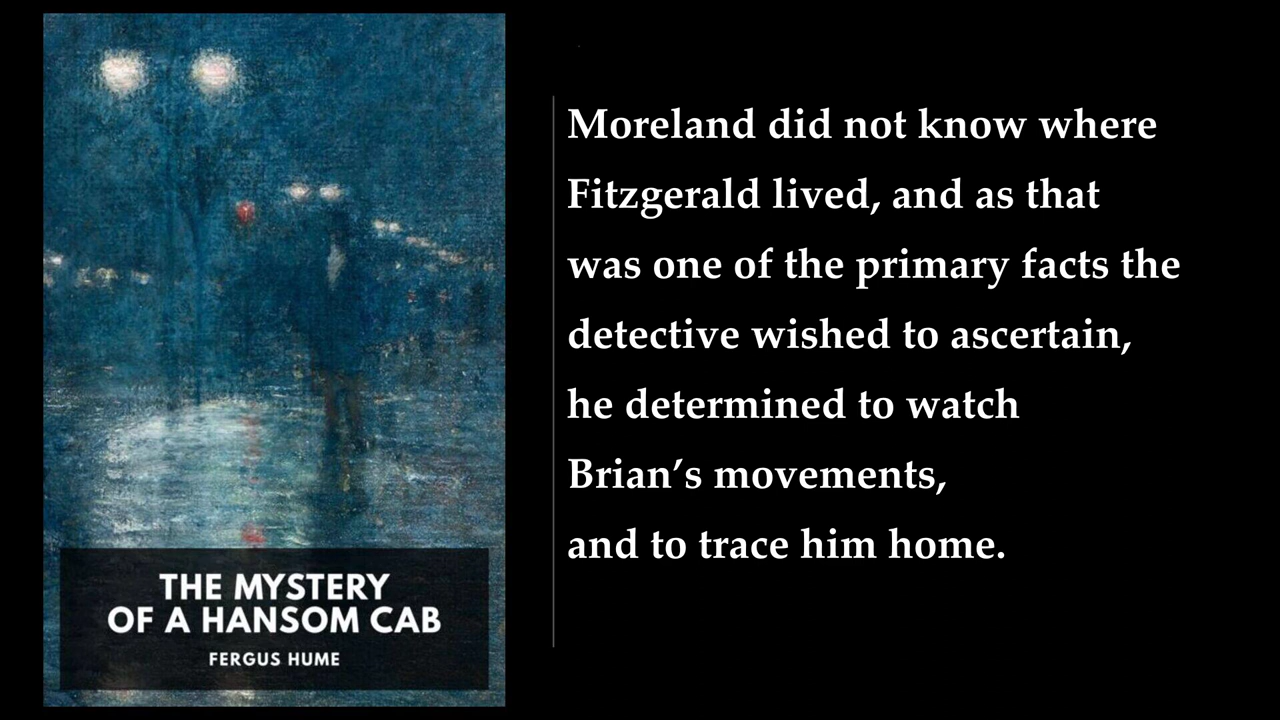 THE MYSTERY
OF A HANSOM CAB
FERGUS HUME
Moreland did not know where
Fitzgerald lived, and as that
was one of the primary facts the
detective wished to ascertain,
he determined to watch
Brian’s movements,
and to trace him home.